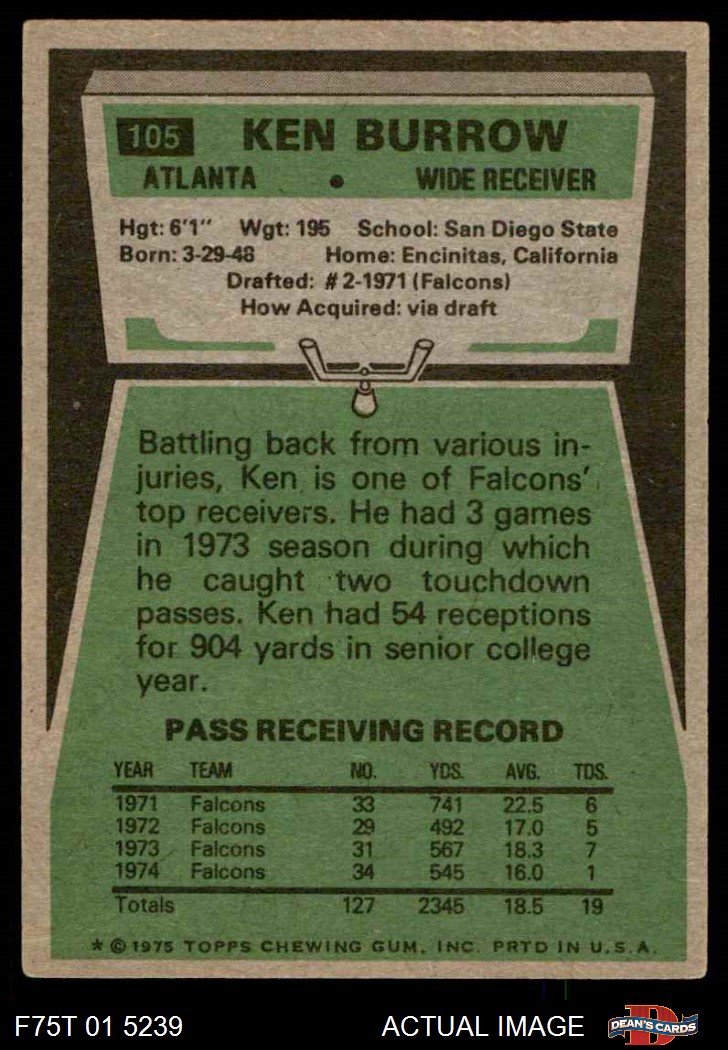 105 KEN BURROW
ATLANTA • WIDE RECEIVER
Hgt: 6'1" Wgt: 195 School: San Diego State
Born: 3-29-48 Home: Encinitas, California
Drafted: #2-1971 (Falcons)
How Acquired: via draft
Battling back from various in-
juries, Ken is one of Falcons'
top receivers. He had 3 games
in 1973 season during which
he caught two touchdown
passes. Ken had 54 receptions
for 904 yards in senior college
year.
PASS RECEIVING RECORD
YEAR TEAM NO. YDS. AVG. TDS.
1971 Falcons 33 741 22.5 6
1972 Falcons 29 492 17.0 5
1973 Falcons 31 567 18.3 7
1974 Falcons 34 545 16.0 1
Totals 127 2345 18.5 19
* © 1975 TOPPS CHEWING GUM, INC. PRTD IN U.S.A.
F75T 01 5239 ACTUAL IMAGE D DEAN'S CARDS